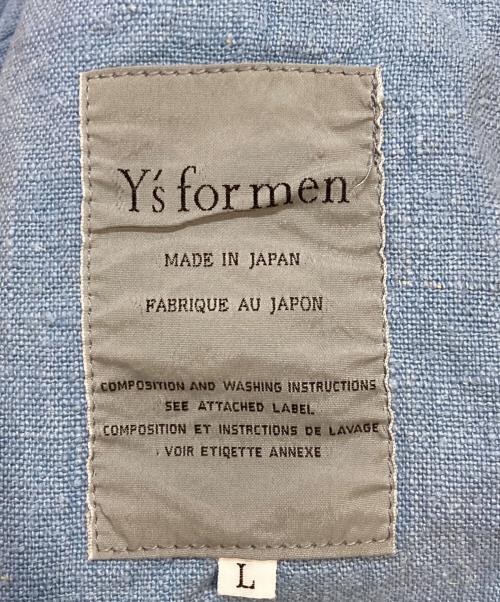 Y's for men
MADE IN JAPAN
FABRIQUE AU JAPON
COMPOSITION AND WASHING INSTRUCTIONS
SEE ATTACHED LABEL
COMPOSITION ET INSTRCTIONS DE LAVAGE
VOIR ETIQETTE ANNEXE
L